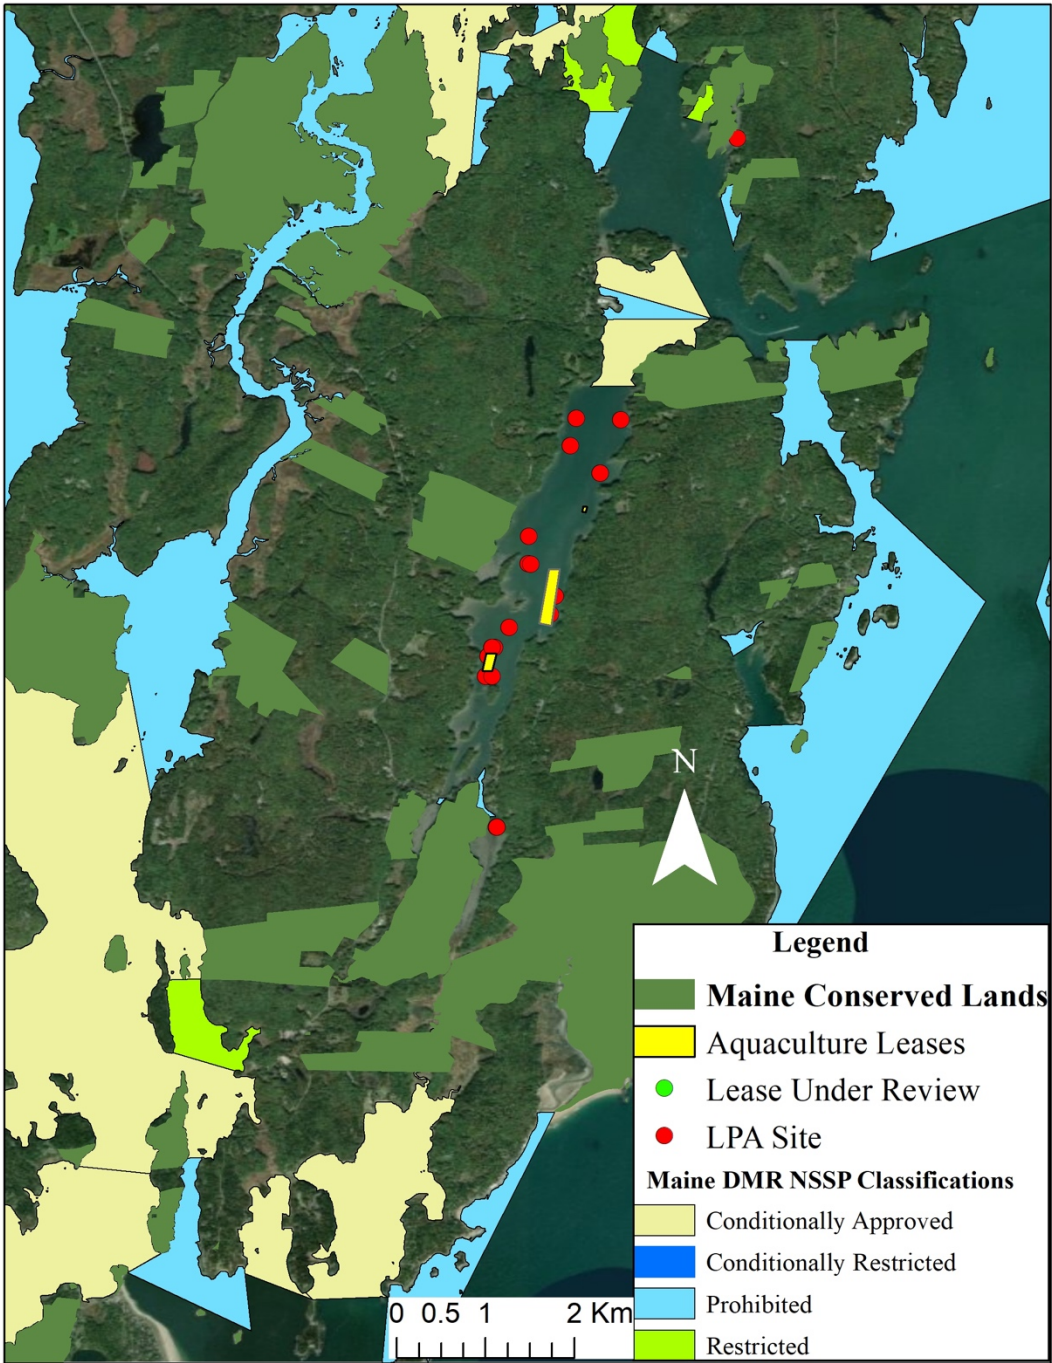 N
Legend
Maine Conserved Lands
Aquaculture Leases
Lease Under Review
LPA Site
Maine DMR NSSP Classifications
Conditionally Approved
Conditionally Restricted
Prohibited
Restricted
0 0.5 1 2 Km